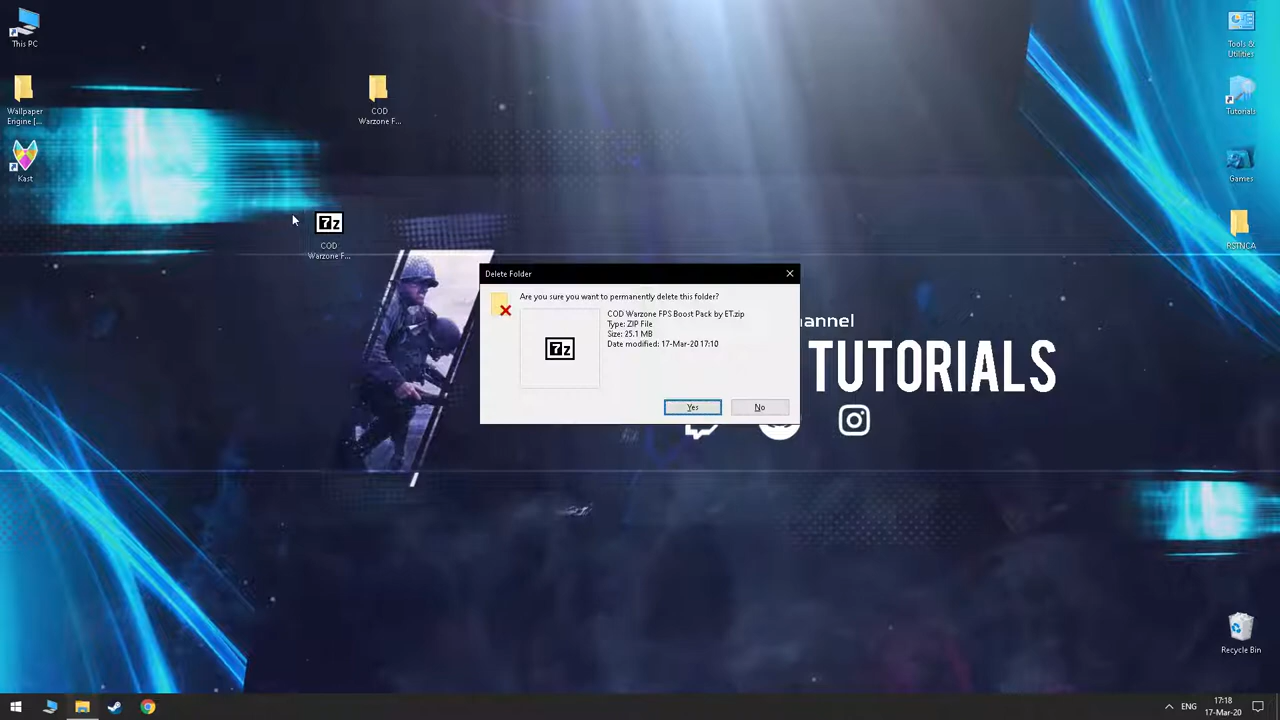 This PC
Wallpaper
Engine [...
Kast
COD
Warzone F...
COD
Warzone F...
Tools &
Utilities
Tutorials
Games
RSTNCA
Delete Folder
Are you sure you want to permanently delete this folder?
COD Warzone FPS Boost Pack by ET.zip
Type: ZIP File
Size: 25.1 MB
Date modified: 17-Mar-20 17:10
7z
7z
Yes
No
hannel
TUTORIALS
Recycle Bin
ENG
17:18
17-Mar-20